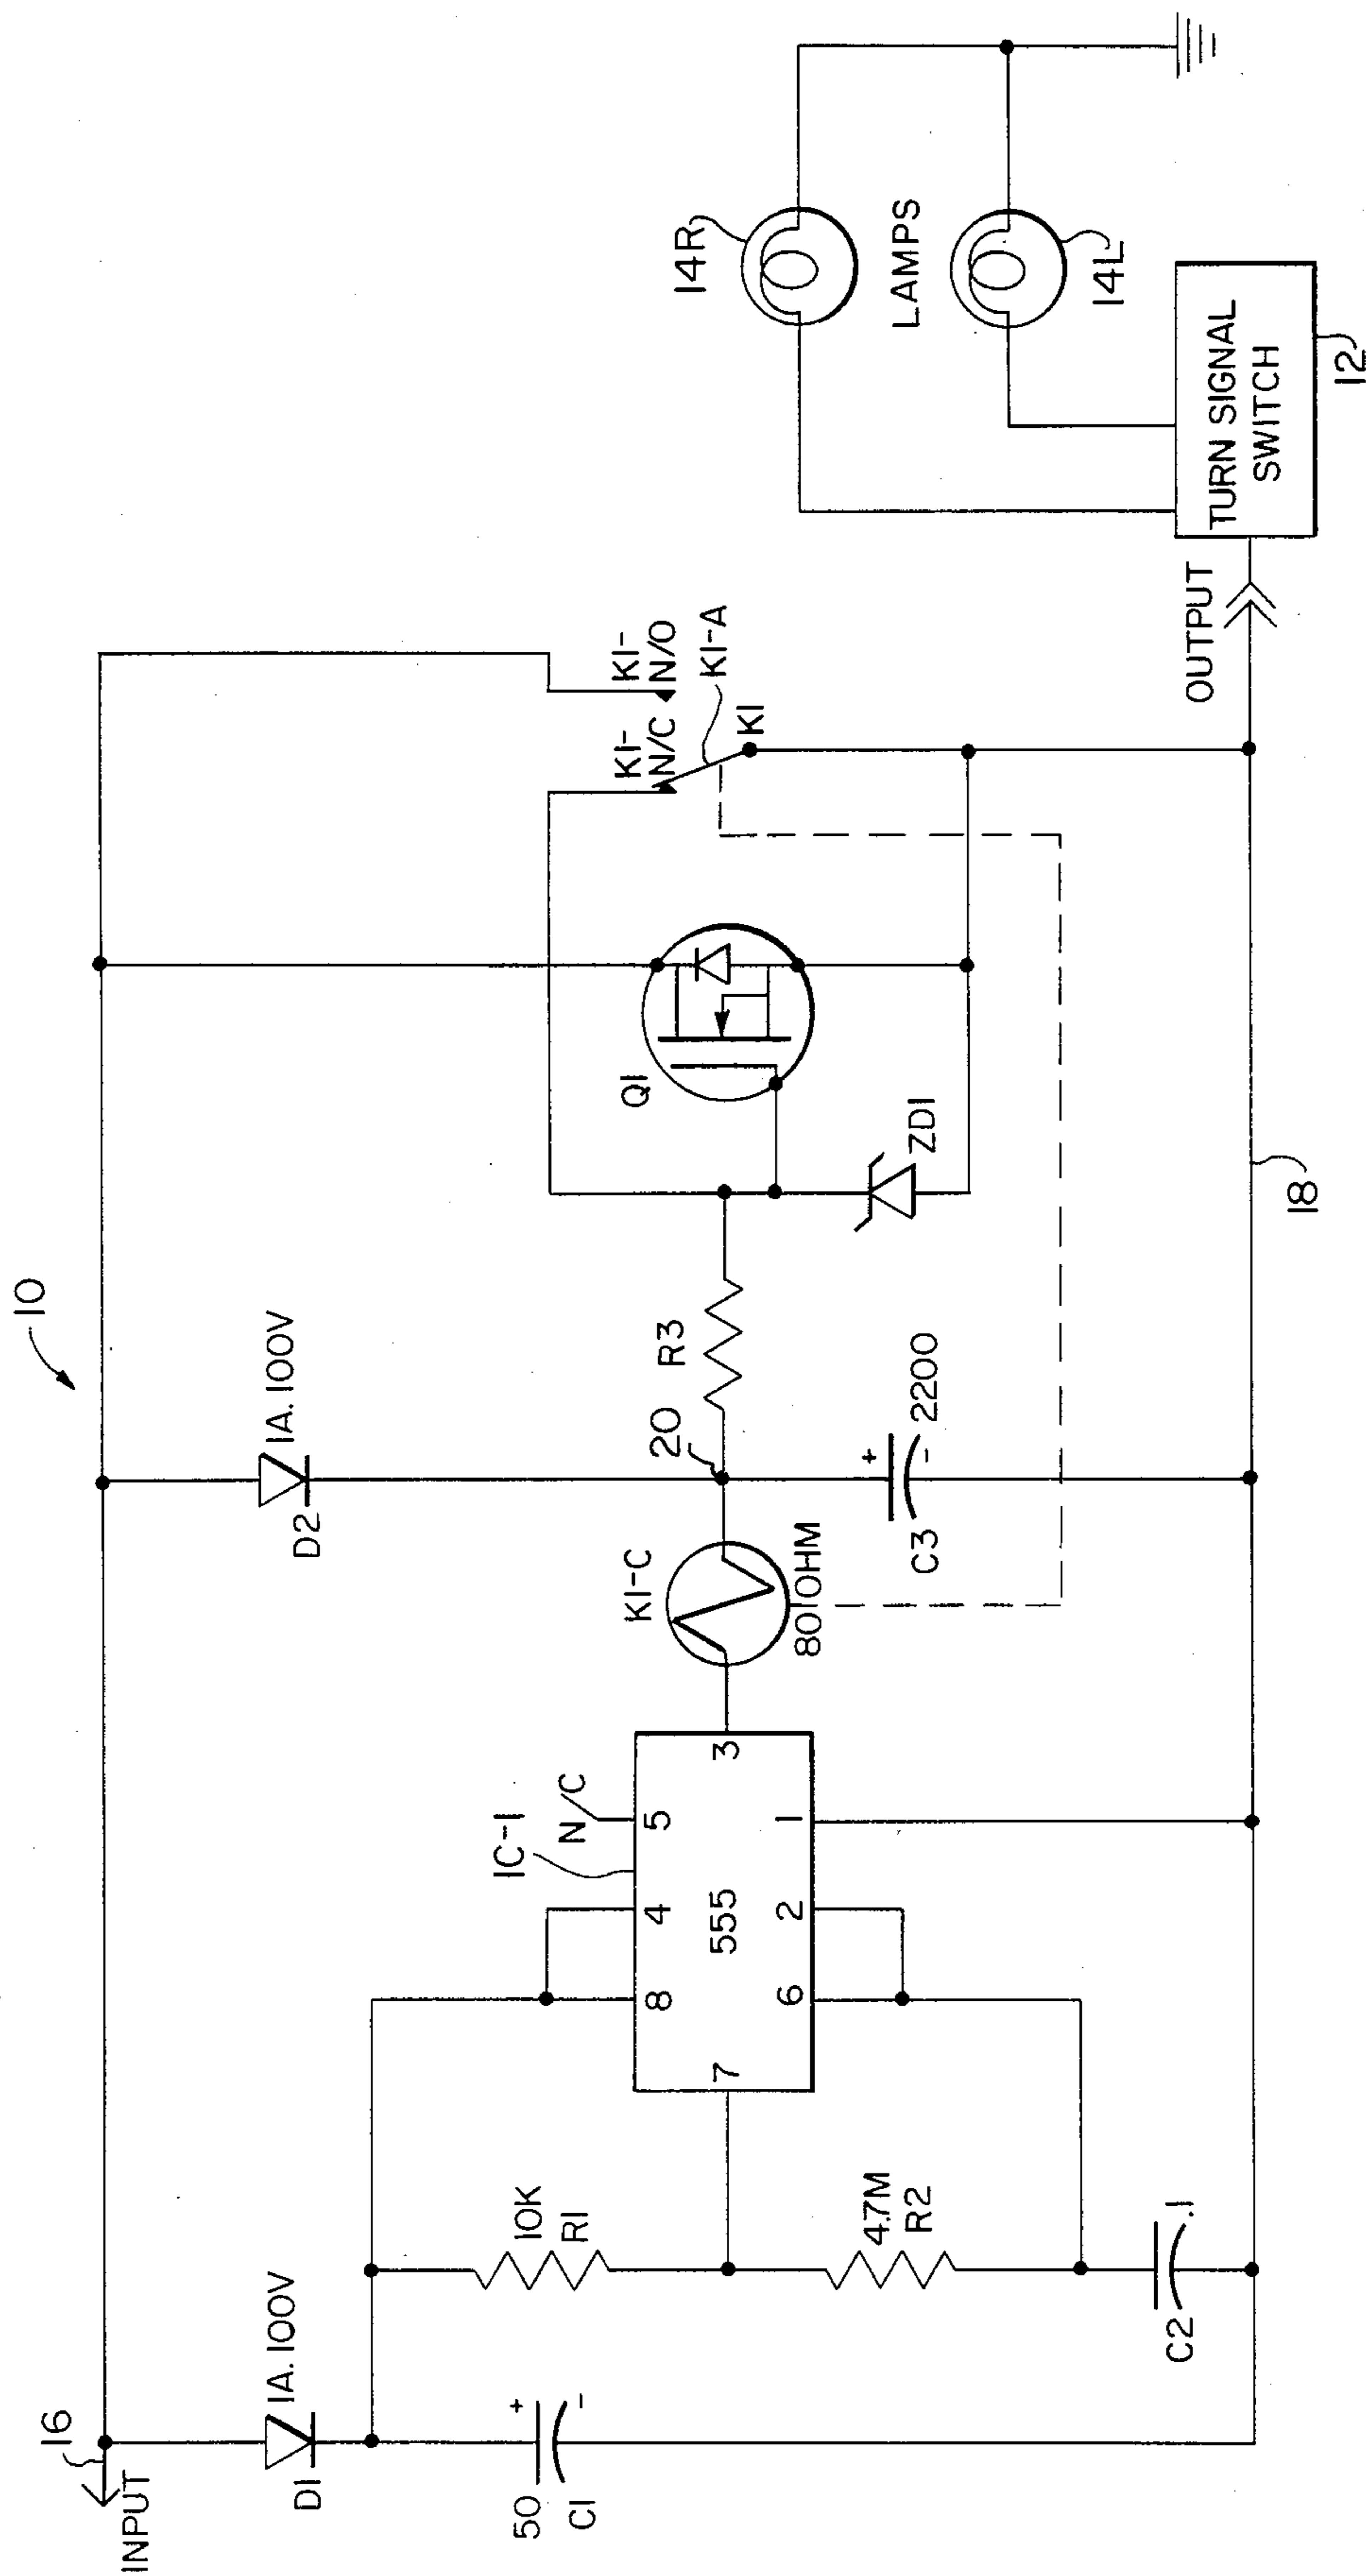 10
16
INPUT
D1
1A.100V
50
+
-
C1
10K
R1
4.7M
R2
C2
.1
IC-1
N/C
7
8
4
5
555
3
6
2
1
K1-C
80 OHM
D2
1A.100V
20
R3
C3
+
-
2200
Q1
ZD1
K1-
N/C
K1-
N/O
K1-A
K1
18
OUTPUT
TURN SIGNAL
SWITCH
12
14R
LAMPS
14L